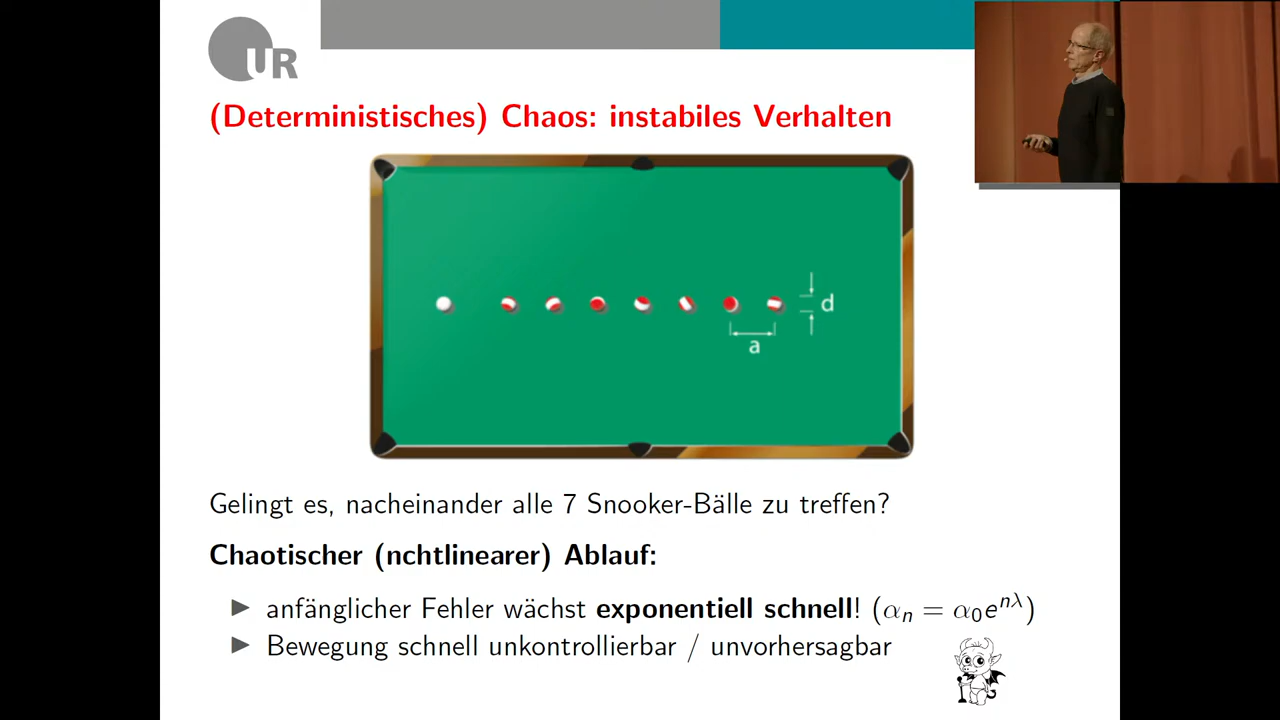 UR
(Deterministisches) Chaos: instabiles Verhalten
d
a
Gelingt es, nacheinander alle 7 Snooker-Bälle zu treffen?
Chaotischer (nchtlinearer) Ablauf:
▶ anfänglicher Fehler wächst exponentiell schnell! (αₙ = α₀e^{nλ})
▶ Bewegung schnell unkontrollierbar / unvorhersagbar